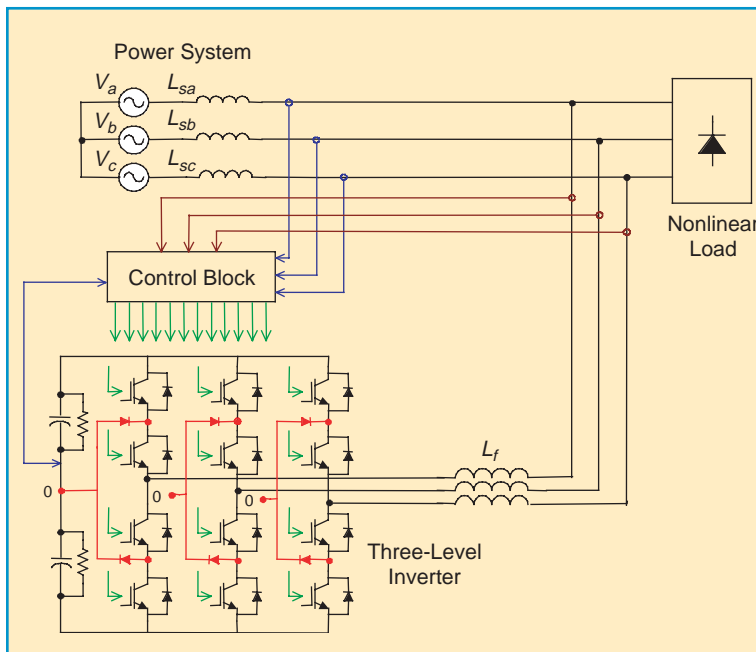 Power System
Va Lsa
Vb Lsb
Vc Lsc
Nonlinear
Load
Control Block
Lf
0 0 0
Three-Level
Inverter